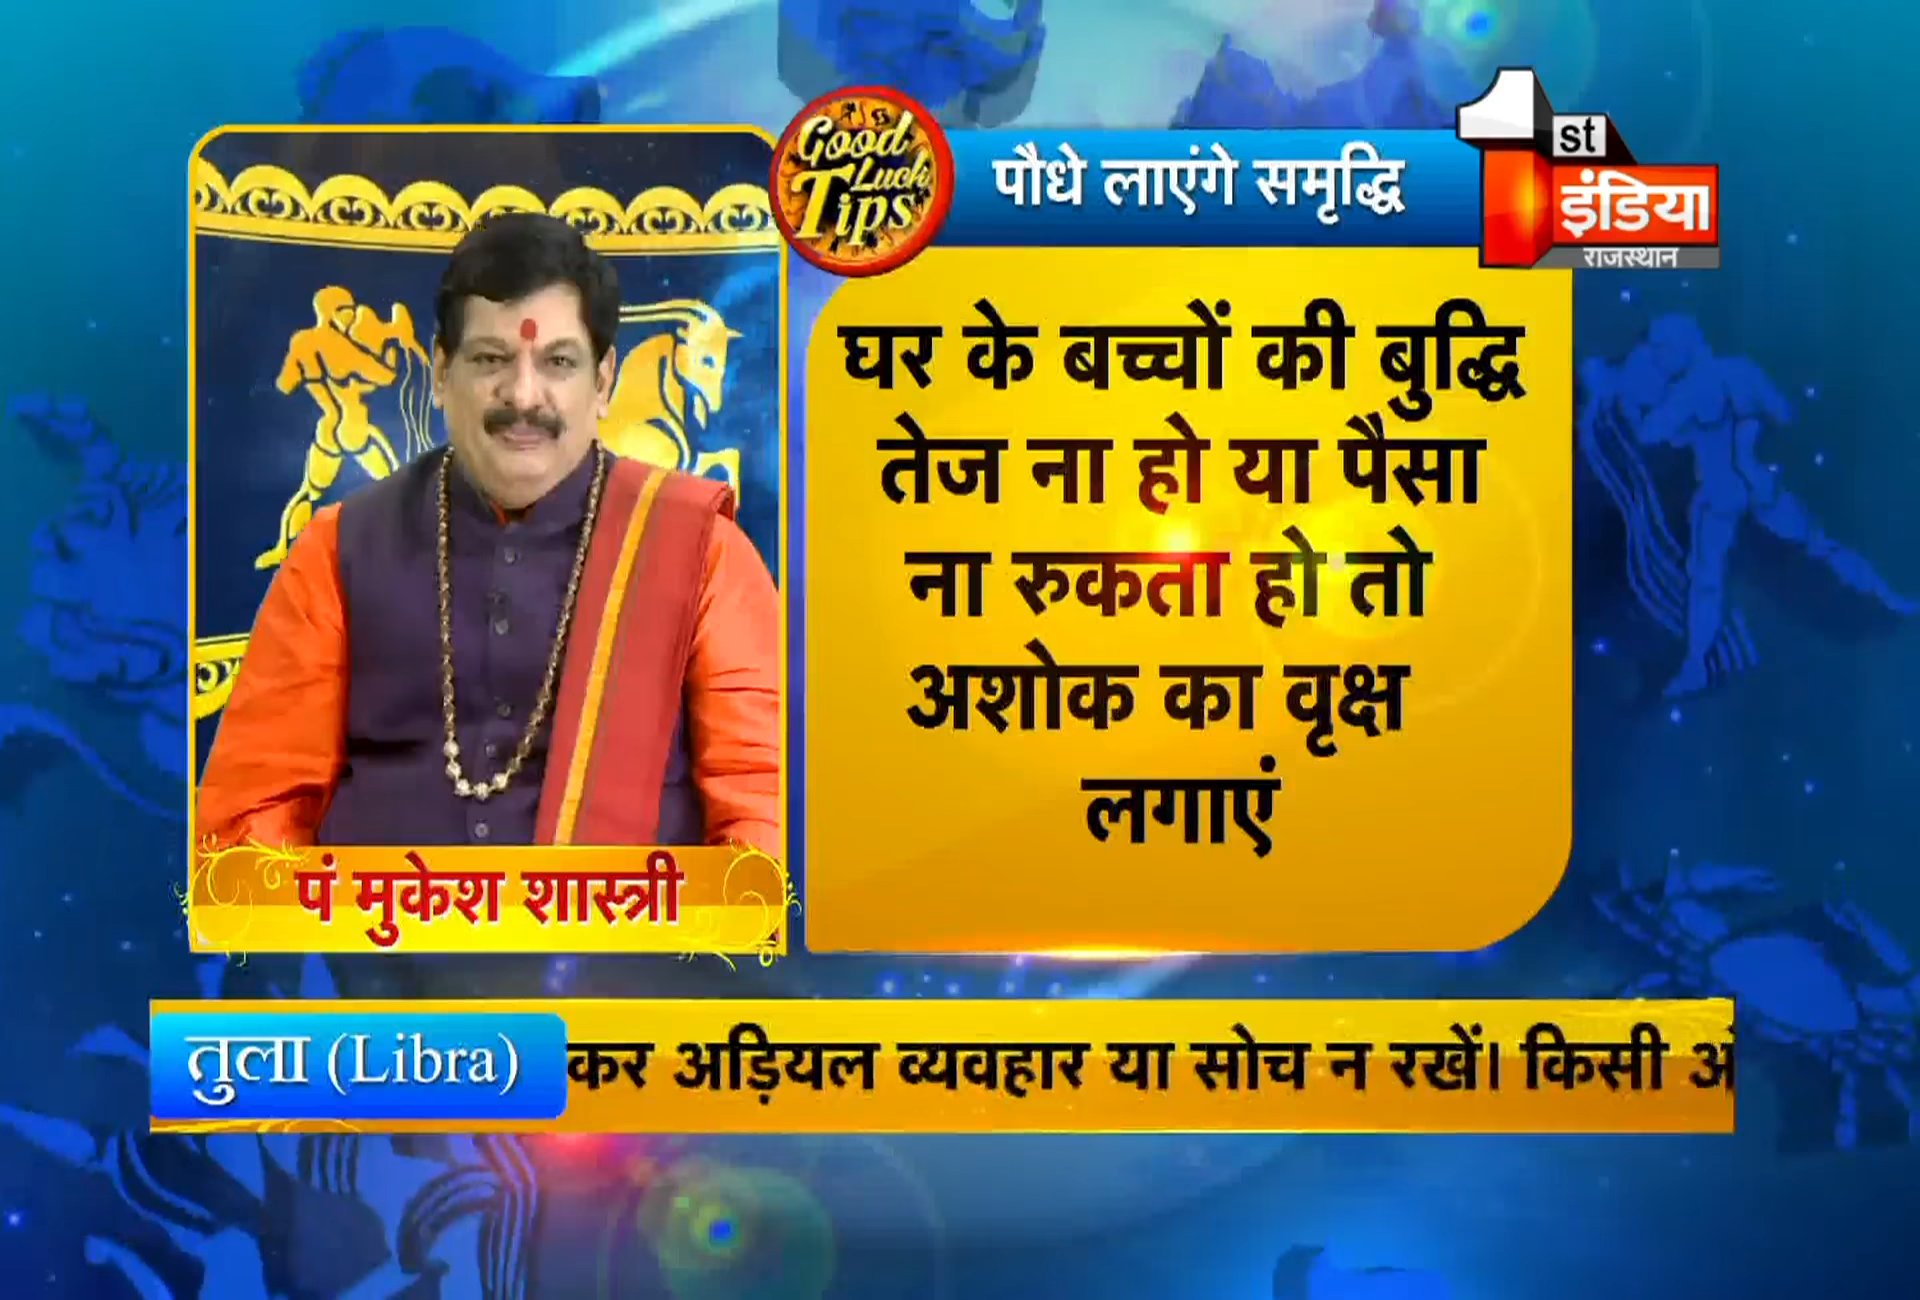 Good
Luck
Tips
पौधे लाएंगे समृद्धि
1st
इंडिया
राजस्थान
घर के बच्चों की बुद्धि
तेज ना हो या पैसा
ना रुकता हो तो
अशोक का वृक्ष
लगाएं
पं मुकेश शास्त्री
तुला (Libra)
कर अड़ियल व्यवहार या सोच न रखें। किसी